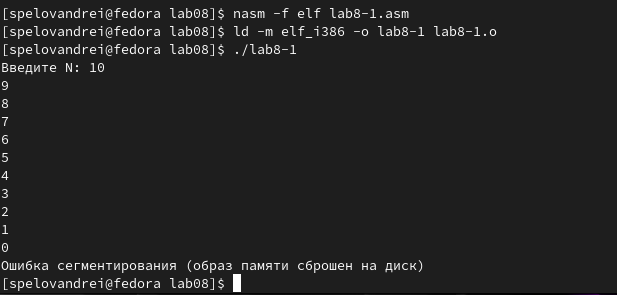 [spelovandrei@fedora lab08]$ nasm -f elf lab8-1.asm
[spelovandrei@fedora lab08]$ ld -m elf_i386 -o lab8-1 lab8-1.o
[spelovandrei@fedora lab08]$ ./lab8-1
Введите N: 10
9
8
7
6
5
4
3
2
1
0
Ошибка сегментирования (образ памяти сброшен на диск)
[spelovandrei@fedora lab08]$